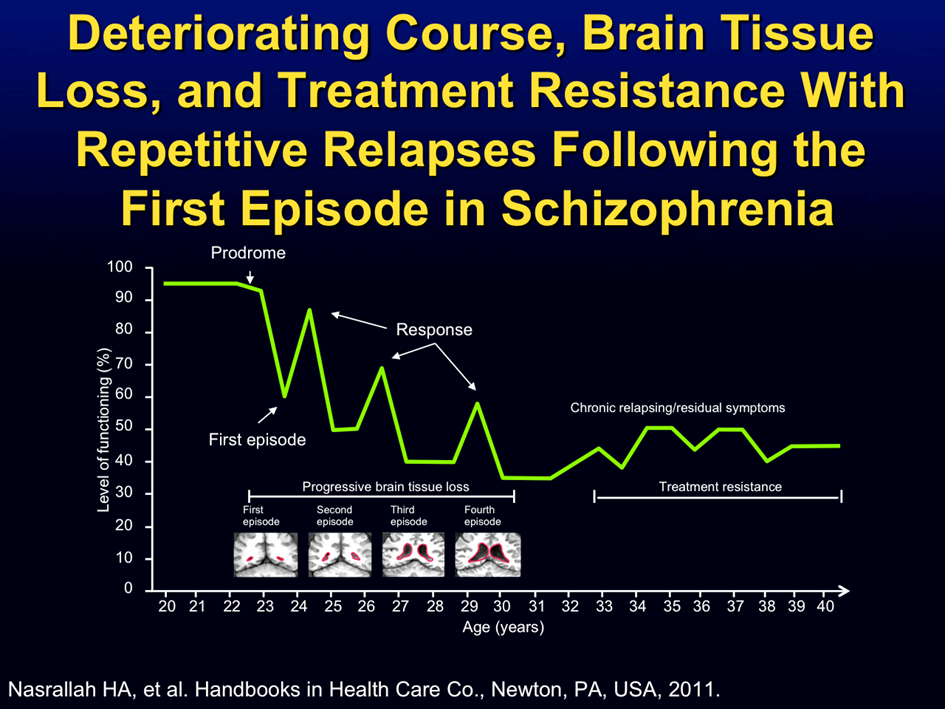 Deteriorating Course, Brain Tissue
Loss, and Treatment Resistance With
Repetitive Relapses Following the
First Episode in Schizophrenia
Prodrome
100
90
80
70
60
50
40
30
20
10
0
Level of functioning (%)
Response
First episode
Chronic relapsing/residual symptoms
Progressive brain tissue loss
Treatment resistance
First
episode
Second
episode
Third
episode
Fourth
episode
20 21 22 23 24 25 26 27 28 29 30 31 32 33 34 35 36 37 38 39 40
Age (years)
Nasrallah HA, et al. Handbooks in Health Care Co., Newton, PA, USA, 2011.